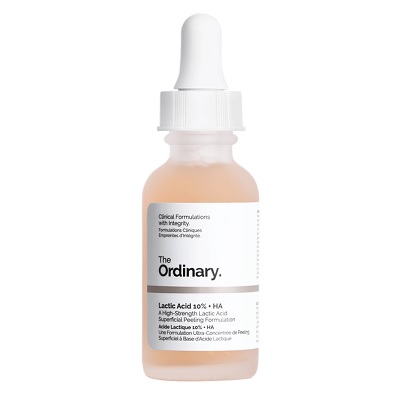 Clinical Formulations
with Integrity.
Formulations Cliniques
Empreintes d'Intégrité.
The
Ordinary.
Lactic Acid 10% + HA
A High-Strength Lactic Acid
Superficial Peeling Formulation
Acide Lactique 10% + HA
Une Formulation Ultra-Concentrée de Peeling
Superficiel à Base d'Acide Lactique